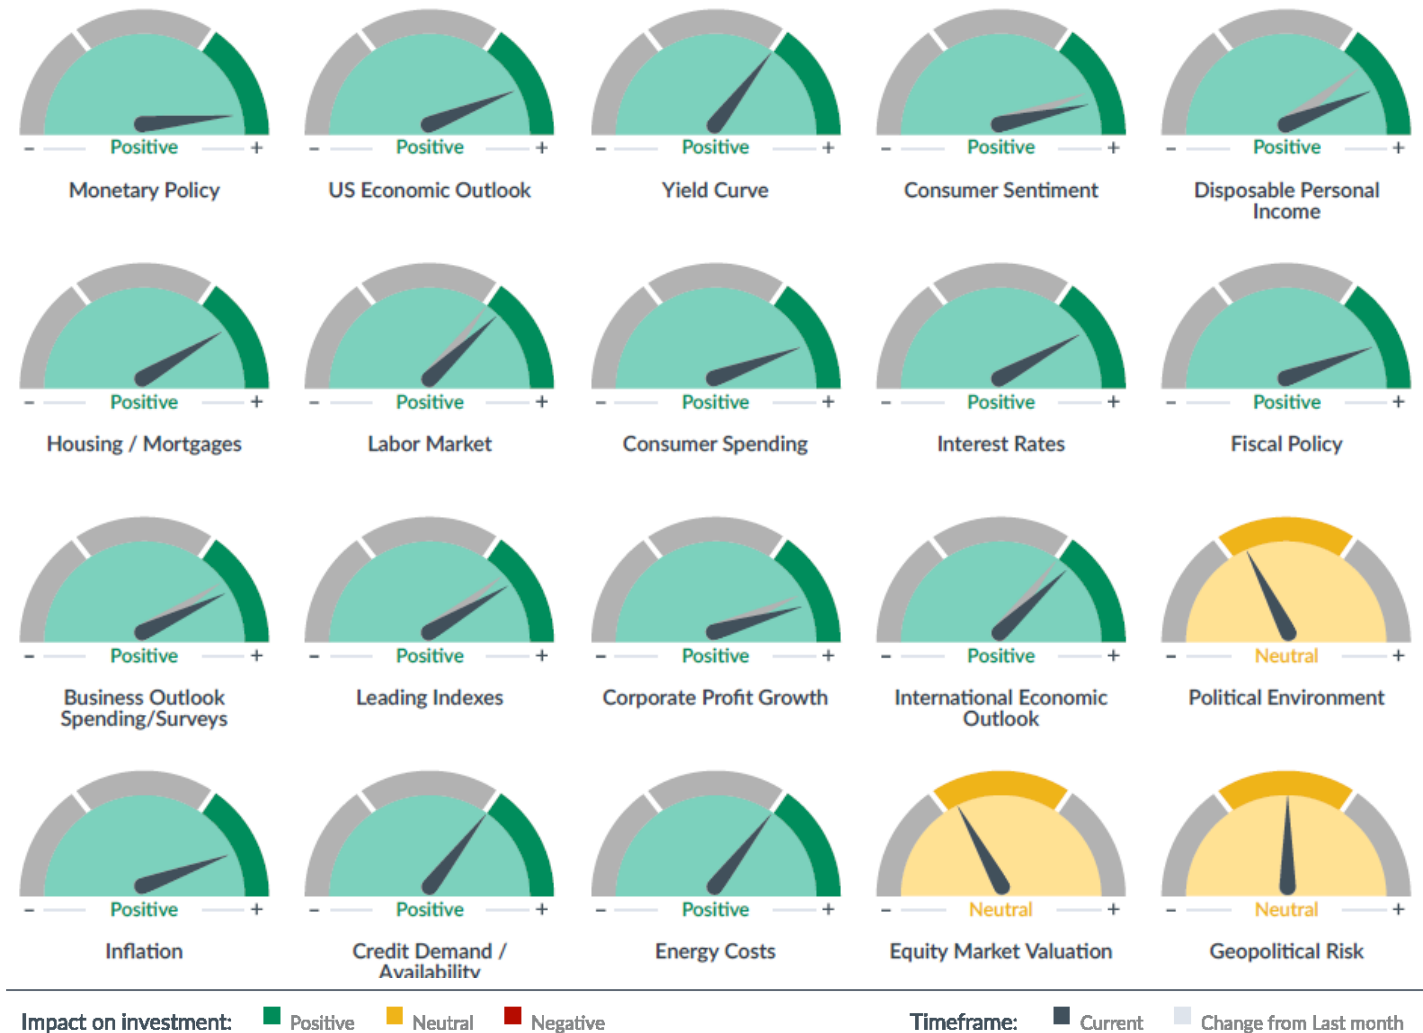 - Positive + - Positive + - Positive + - Positive + - Positive +
Monetary Policy US Economic Outlook Yield Curve Consumer Sentiment Disposable Personal
Income
- Positive + - Positive + - Positive + - Positive + - Positive +
Housing / Mortgages Labor Market Consumer Spending Interest Rates Fiscal Policy
- Positive + - Positive + - Positive + - Positive + - Neutral +
Business Outlook Leading Indexes Corporate Profit Growth International Economic Political Environment
Spending/Surveys Outlook
- Positive + - Positive + - Positive + - Neutral + - Neutral +
Inflation Credit Demand / Energy Costs Equity Market Valuation Geopolitical Risk
Availability
Impact on investment: Positive Neutral Negative Timeframe: Current Change from Last month